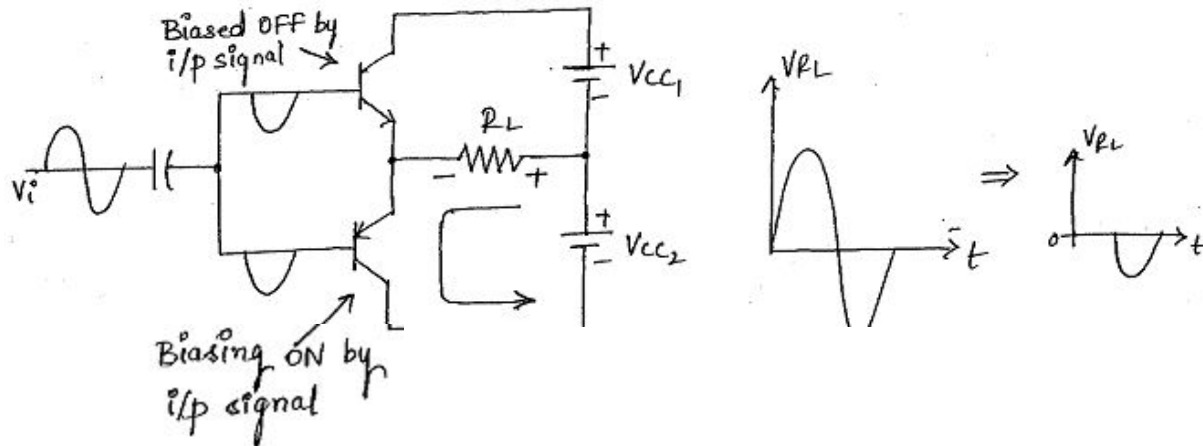 Biased OFF by
i/p signal
+
VCC1
-
RL
- +
Vi
+
VCC2
-
Biasing ON by
i/p signal
VRL
t
⇒
VRL
0
t